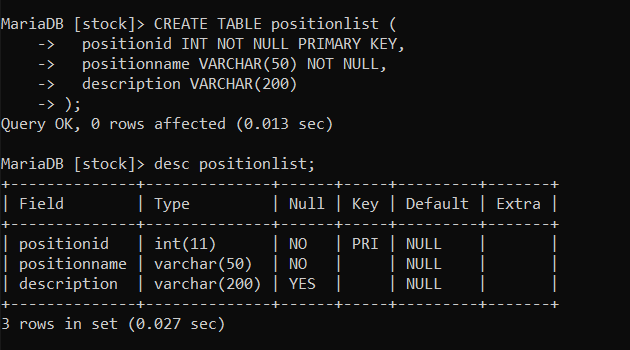 MariaDB [stock]> CREATE TABLE positionlist (
    ->   positionid INT NOT NULL PRIMARY KEY,
    ->   positionname VARCHAR(50) NOT NULL,
    ->   description VARCHAR(200)
    -> );
Query OK, 0 rows affected (0.013 sec)

MariaDB [stock]> desc positionlist;
+--------------+--------------+------+-----+---------+-------+
| Field        | Type         | Null | Key | Default | Extra |
+--------------+--------------+------+-----+---------+-------+
| positionid   | int(11)      | NO   | PRI | NULL    |       |
| positionname | varchar(50)  | NO   |     | NULL    |       |
| description  | varchar(200) | YES  |     | NULL    |       |
+--------------+--------------+------+-----+---------+-------+
3 rows in set (0.027 sec)